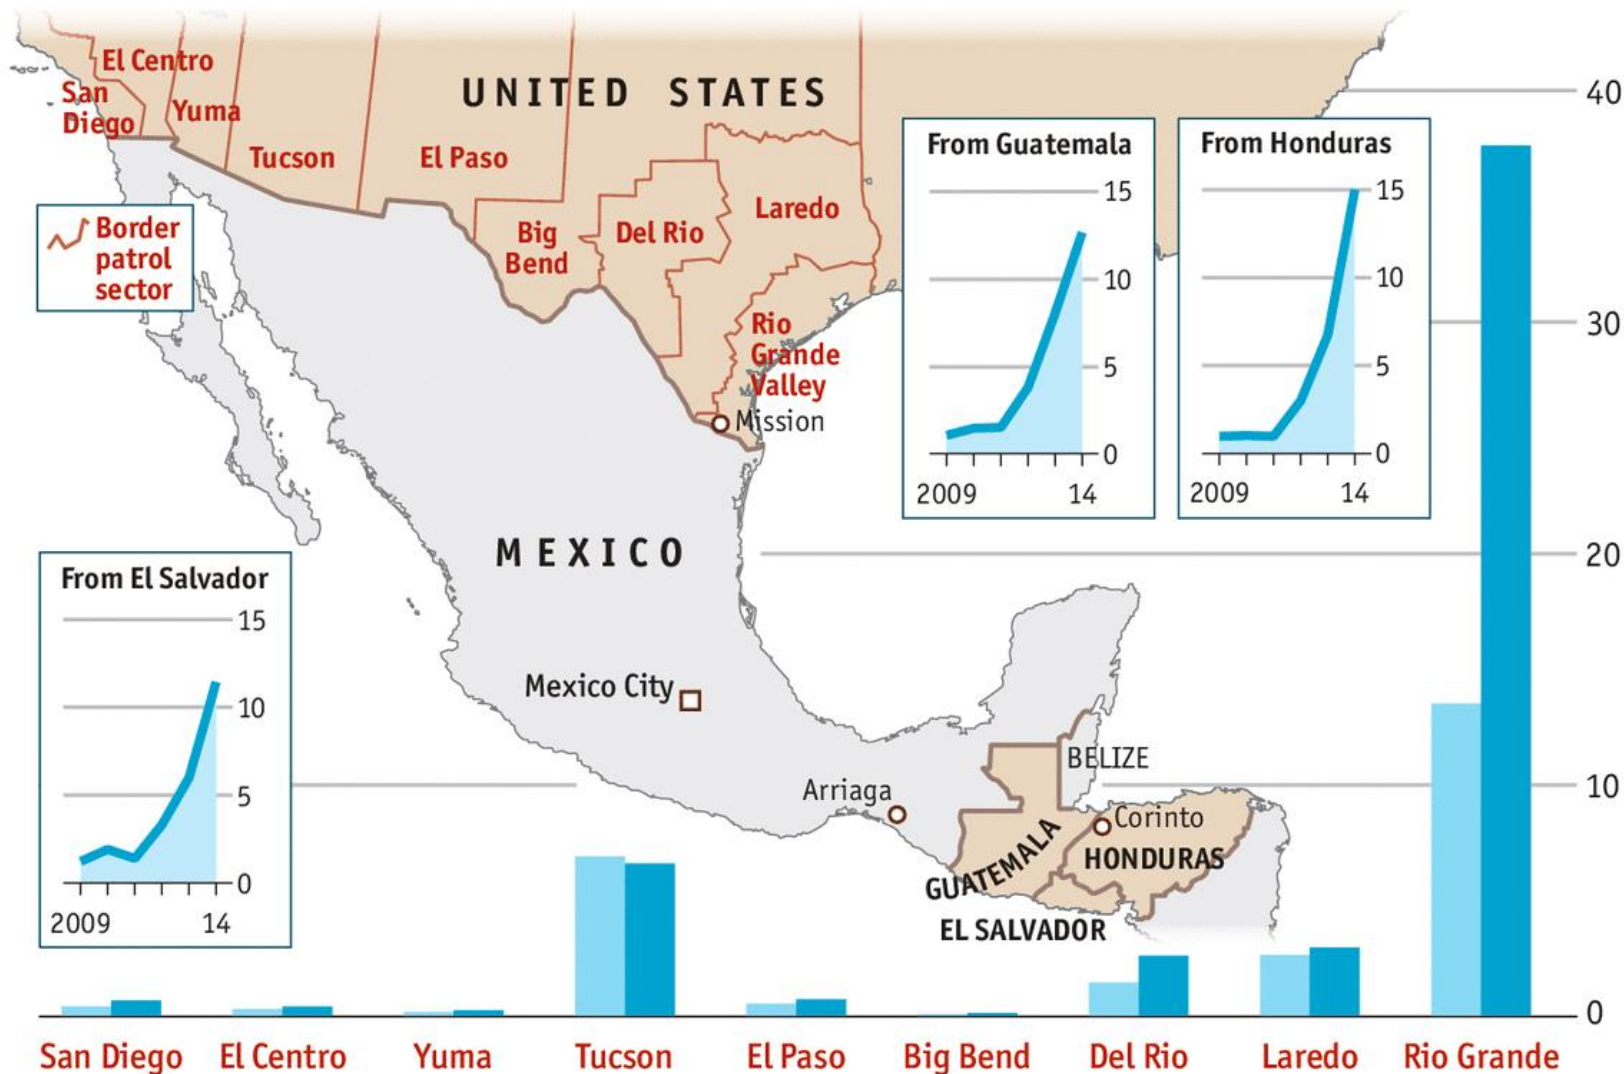 El Centro
San
Diego
Yuma
Tucson
El Paso
UNITED STATES
Big
Bend
Del Rio
Laredo
Rio
Grande
Valley
Mission
Border
patrol
sector
From Guatemala
15
10
5
0
2009 14
From Honduras
15
10
5
0
2009 14
40
30
20
10
0
MEXICO
Mexico City
From El Salvador
15
10
5
0
2009 14
Arriaga
BELIZE
Corinto
GUATEMALA
HONDURAS
EL SALVADOR
San Diego El Centro Yuma Tucson El Paso Big Bend Del Rio Laredo Rio Grande